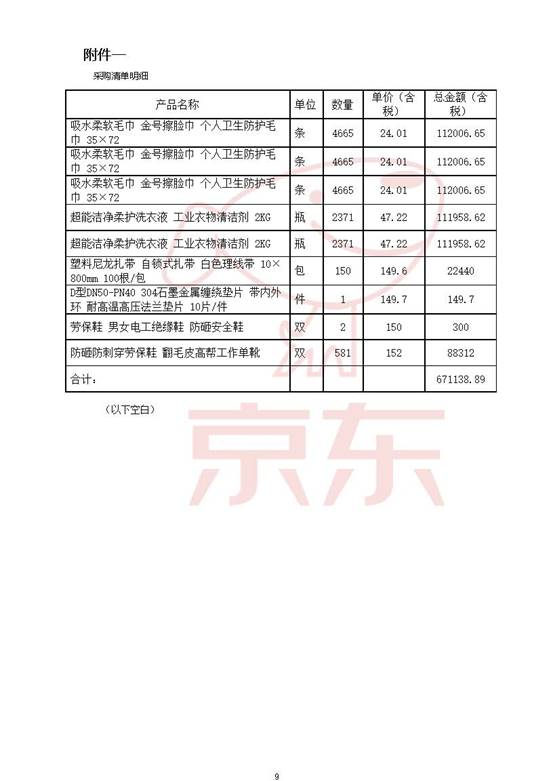 附件一
采购清单明细
产品名称 单位 数量 单价（含税） 总金额（含税）
吸水柔软毛巾 金号擦脸巾 个人卫生防护毛巾 35×72 条 4665 24.01 112006.65
吸水柔软毛巾 金号擦脸巾 个人卫生防护毛巾 35×72 条 4665 24.01 112006.65
吸水柔软毛巾 金号擦脸巾 个人卫生防护毛巾 35×72 条 4665 24.01 112006.65
超能洁净柔护洗衣液 工业衣物清洁剂 2KG 瓶 2371 47.22 111958.62
超能洁净柔护洗衣液 工业衣物清洁剂 2KG 瓶 2371 47.22 111958.62
塑料尼龙扎带 自锁式扎带 白色理线带 10×800mm 100根/包 包 150 149.6 22440
D型DN50-PN40 304石墨金属缠绕垫片 带内外环 耐高温高压法兰垫片 10片/件 件 1 149.7 149.7
劳保鞋 男女电工绝缘鞋 防砸安全鞋 双 2 150 300
防砸防刺穿劳保鞋 翻毛皮高帮工作单靴 双 581 152 88312
合计： 671138.89
（以下空白）
京东
9